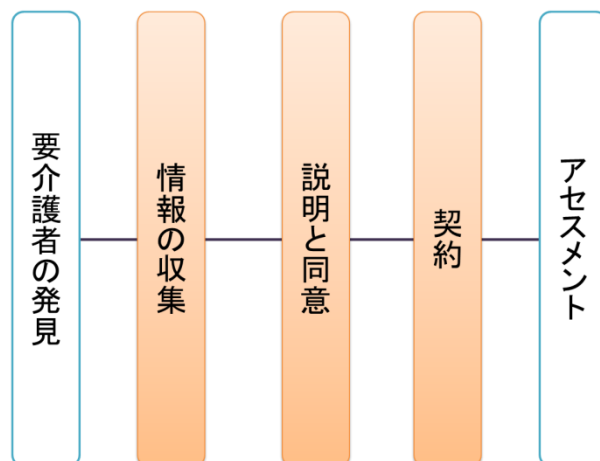 要介護者の発見
情報の収集
説明と同意
契約
アセスメント